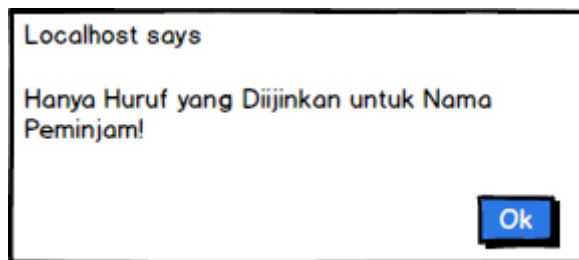 Localhost says
Hanya Huruf yang Diijinkan untuk Nama
Peminjam!
Ok